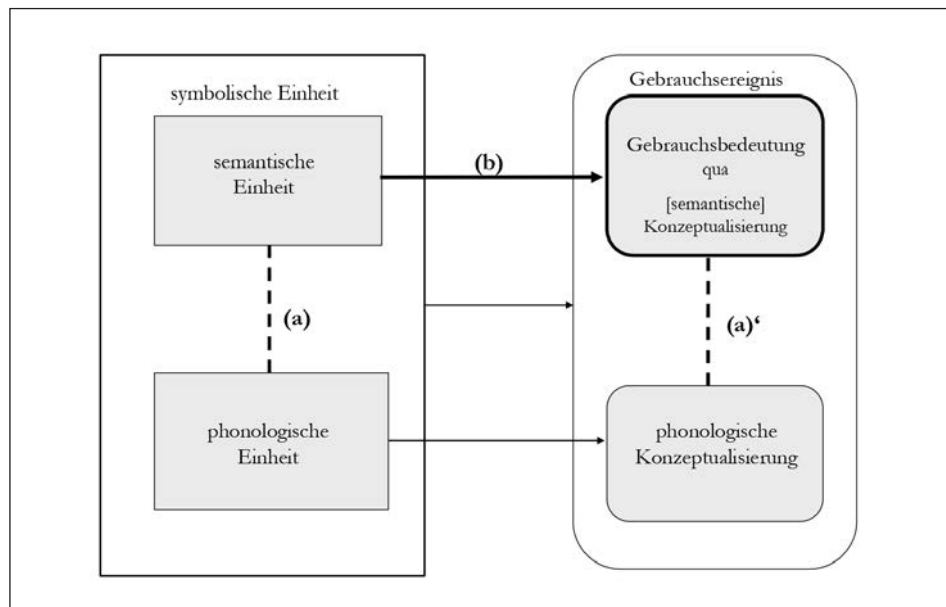 symbolische Einheit
semantische
Einheit
(a)
phonologische
Einheit
(b)
Gebrauchsereignis
Gebrauchsbedeutung
qua
[semantische]
Konzeptualisierung
(a)‘
phonologische
Konzeptualisierung